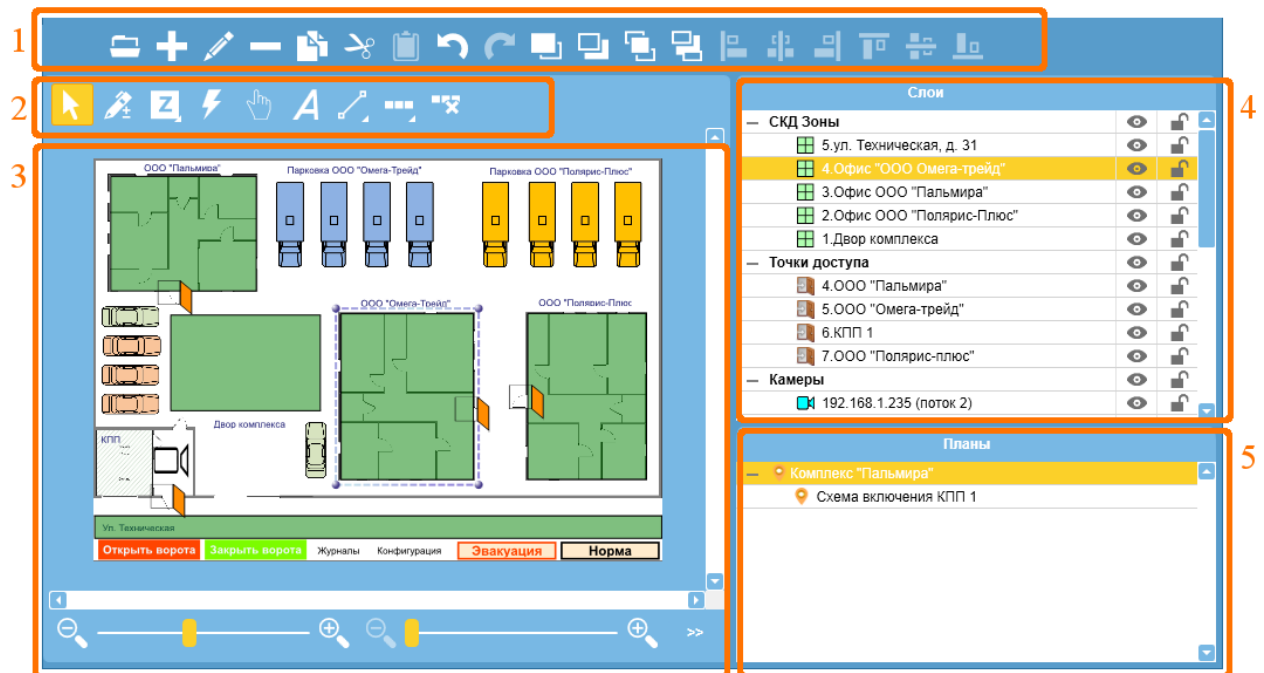 1
2
Z
A
3
ООО "Пальмира"
Парковка ООО "Омега-Трейд"
Парковка ООО "Полярис-Плюс"
ООО "Омега-Трейд"
ООО "Полярис-Плюс
Двор комплекса
КПП
Ул. Техническая
Открыть ворота
Закрыть ворота
Журналы
Конфигурация
Эвакуация
Норма
>>
4
Слои
СКД Зоны
5.ул. Техническая, д. 31
4.Офис "ООО Омега-трейд"
3.Офис ООО "Пальмира"
2.Офис ООО "Полярис-Плюс"
1.Двор комплекса
Точки доступа
4.ООО "Пальмира"
5.ООО "Омега-трейд"
6.КПП 1
7.ООО "Полярис-плюс"
Камеры
192.168.1.235 (поток 2)
5
Планы
Комплекс "Пальмира"
Схема включения КПП 1